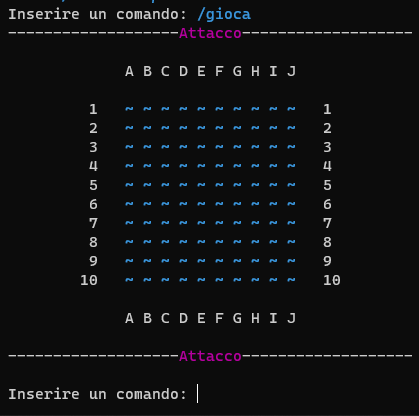 Inserire un comando: /gioca
-------------------Attacco-------------------
A B C D E F G H I J
1 ~ ~ ~ ~ ~ ~ ~ ~ ~ ~ 1
2 ~ ~ ~ ~ ~ ~ ~ ~ ~ ~ 2
3 ~ ~ ~ ~ ~ ~ ~ ~ ~ ~ 3
4 ~ ~ ~ ~ ~ ~ ~ ~ ~ ~ 4
5 ~ ~ ~ ~ ~ ~ ~ ~ ~ ~ 5
6 ~ ~ ~ ~ ~ ~ ~ ~ ~ ~ 6
7 ~ ~ ~ ~ ~ ~ ~ ~ ~ ~ 7
8 ~ ~ ~ ~ ~ ~ ~ ~ ~ ~ 8
9 ~ ~ ~ ~ ~ ~ ~ ~ ~ ~ 9
10 ~ ~ ~ ~ ~ ~ ~ ~ ~ ~ 10
A B C D E F G H I J
-------------------Attacco-------------------
Inserire un comando: